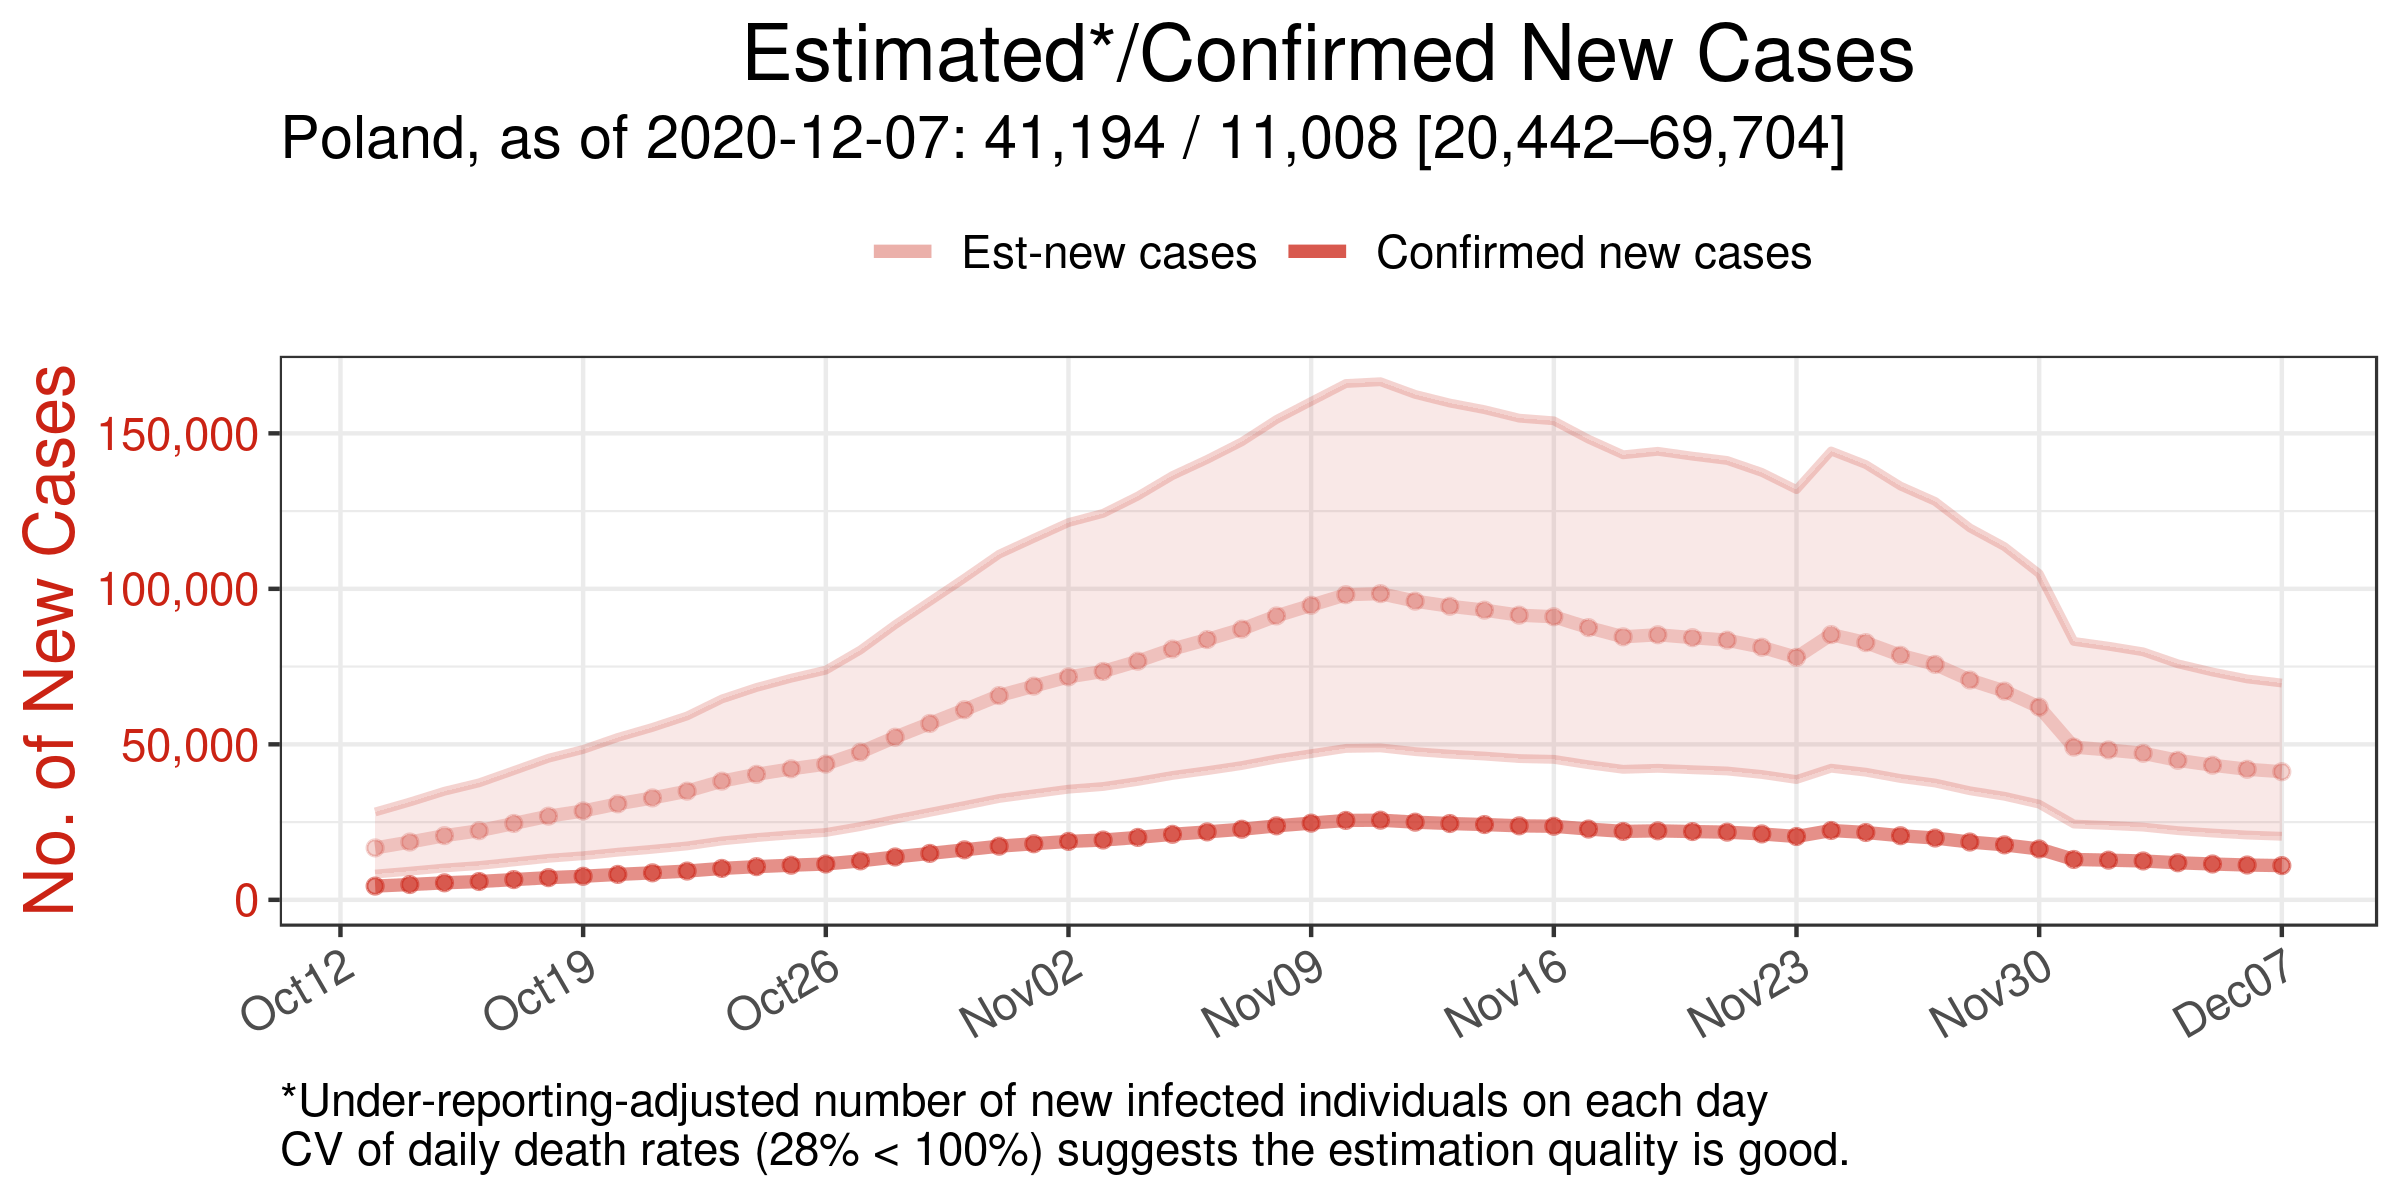 Estimated*/Confirmed New Cases
Poland, as of 2020-12-07: 41,194 / 11,008 [20,442–69,704]
Est-new cases
Confirmed new cases
No. of New Cases
150,000
100,000
50,000
0
Oct12
Oct19
Oct26
Nov02
Nov09
Nov16
Nov23
Nov30
Dec07
*Under-reporting-adjusted number of new infected individuals on each day
CV of daily death rates (28% < 100%) suggests the estimation quality is good.